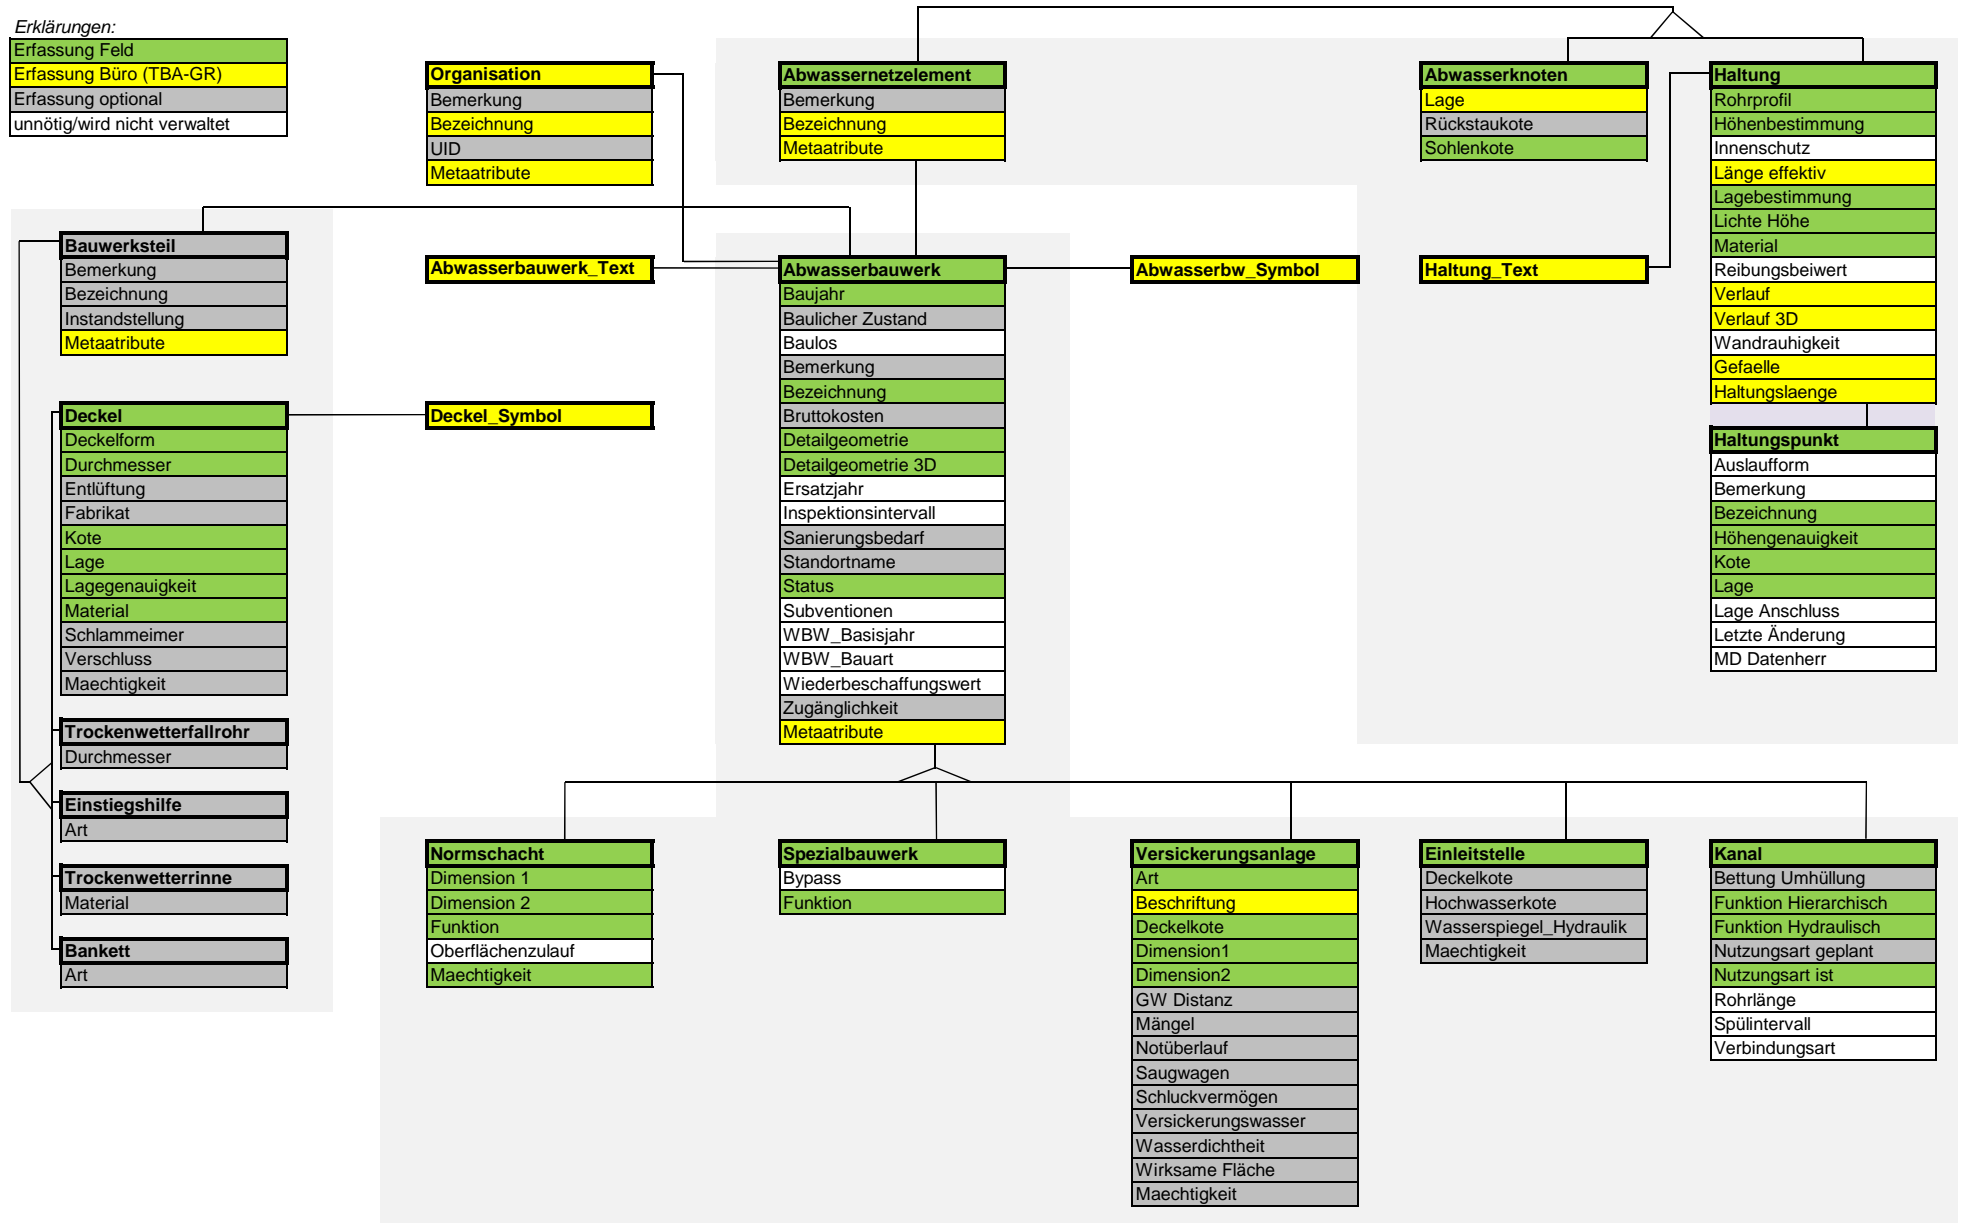 Erklärungen:
Erfassung Feld
Erfassung Büro (TBA-GR)
Erfassung optional
unnötig/wird nicht verwaltet
Organisation
Bemerkung
Bezeichnung
UID
Metaatribute
Abwassernetzelement
Bemerkung
Bezeichnung
Metaatribute
Abwasserknoten
Lage
Rückstaukote
Sohlenkote
Haltung
Rohrprofil
Höhenbestimmung
Innenschutz
Länge effektiv
Lagebestimmung
Lichte Höhe
Material
Reibungsbeiwert
Verlauf
Verlauf 3D
Wandrauhigkeit
Gefaelle
Haltungslaenge
Bauwerksteil
Bemerkung
Bezeichnung
Instandstellung
Metaatribute
Abwasserbauwerk_Text
Abwasserbauwerk
Baujahr
Baulicher Zustand
Baulos
Bemerkung
Bezeichnung
Bruttokosten
Detailgeometrie
Detailgeometrie 3D
Ersatzjahr
Inspektionsintervall
Sanierungsbedarf
Standortname
Status
Subventionen
WBW_Basisjahr
WBW_Bauart
Wiederbeschaffungswert
Zugänglichkeit
Metaatribute
Abwasserbw_Symbol
Haltung_Text
Haltungspunkt
Auslaufform
Bemerkung
Bezeichnung
Höhengenauigkeit
Kote
Lage
Lage Anschluss
Letzte Änderung
MD Datenherr
Deckel
Deckelform
Durchmesser
Entlüftung
Fabrikat
Kote
Lage
Lagegenauigkeit
Material
Schlammeimer
Verschluss
Maechtigkeit
Deckel_Symbol
Trockenwetterfallrohr
Durchmesser
Einstiegshilfe
Art
Trockenwetterrinne
Material
Bankett
Art
Normschacht
Dimension 1
Dimension 2
Funktion
Oberflächenzulauf
Maechtigkeit
Spezialbauwerk
Bypass
Funktion
Versickerungsanlage
Art
Beschriftung
Deckelkote
Dimension1
Dimension2
GW Distanz
Mängel
Notüberlauf
Saugwagen
Schluckvermögen
Versickerungswasser
Wasserdichtheit
Wirksame Fläche
Maechtigkeit
Einleitstelle
Deckelkote
Hochwasserkote
Wasserspiegel_Hydraulik
Maechtigkeit
Kanal
Bettung Umhüllung
Funktion Hierarchisch
Funktion Hydraulisch
Nutzungsart geplant
Nutzungsart ist
Rohrlänge
Spülintervall
Verbindungsart